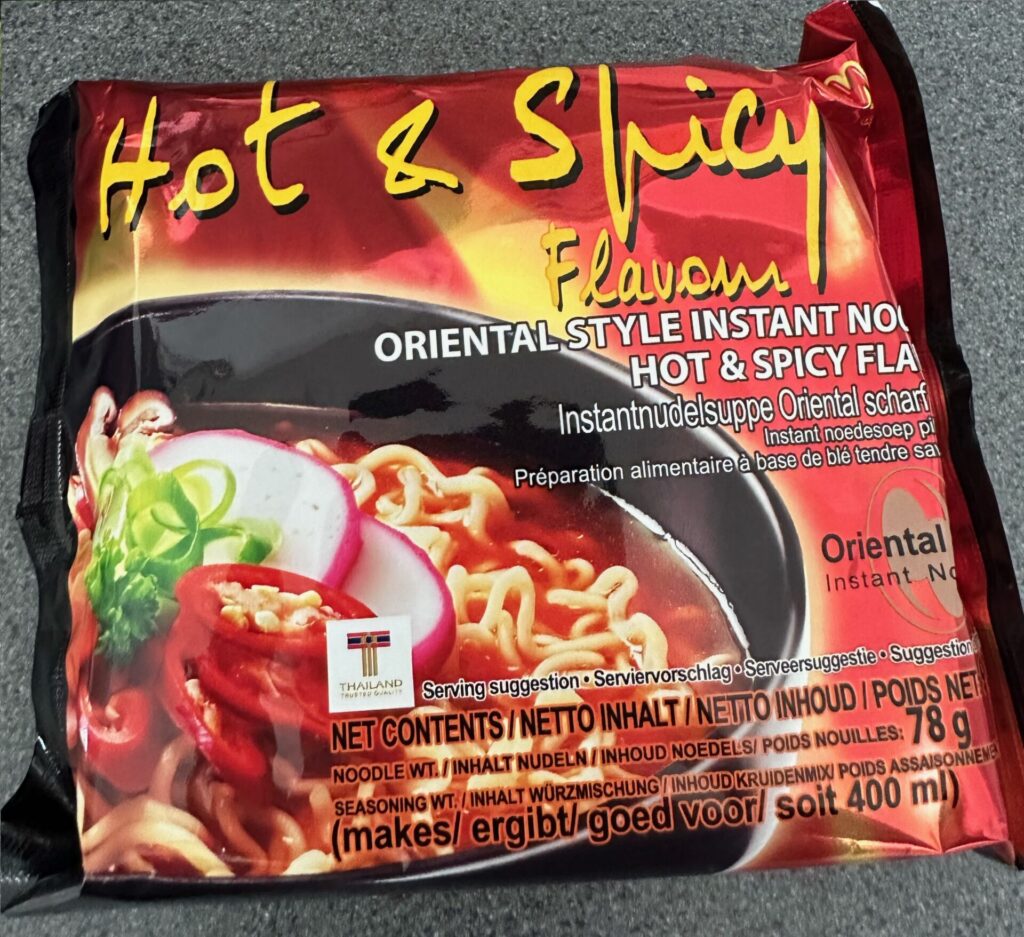 Hot & Spicy
Flavour
ORIENTAL STYLE INSTANT NOO
HOT & SPICY FLA
Instantnudelsuppe Oriental scharf
Instant noedesoep pi
Préparation alimentaire à base de blé tendre sav
Oriental
Instant No
THAILAND
TRUSTED QUALITY
Serving suggestion • Serviervorschlag • Serveersuggestie • Suggestion
NET CONTENTS / NETTO INHALT / NETTO INHOUD / POIDS NET
NOODLE WT. / INHALT NUDELN / INHOUD NOEDELS/ POIDS NOUILLES: 78 g
SEASONING WT. / INHALT WÜRZMISCHUNG / INHOUD KRUIDENMIX/ POIDS ASSAISONNEME
(makes/ ergibt/ goed voor/ soit 400 ml)